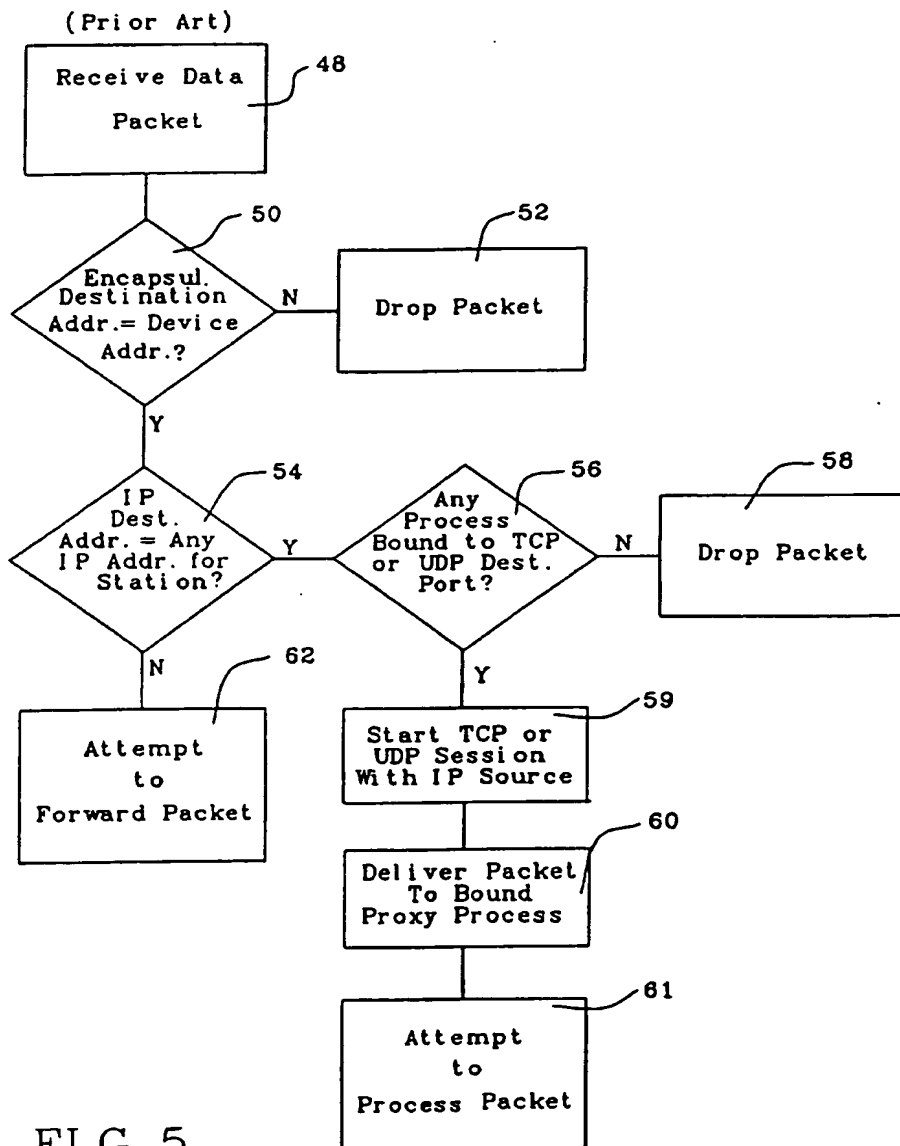 (Prior Art)
Receive Data
Packet
48
50
Encapsul.
Destination
Addr.= Device
Addr.?
N
52
Drop Packet
Y
54
IP
Dest.
Addr. = Any
IP Addr. for
Station?
Y
56
Any
Process
Bound to TCP
or UDP Dest.
Port?
N
58
Drop Packet
N
62
Attempt
to
Forward Packet
Y
59
Start TCP or
UDP Session
With IP Source
60
Deliver Packet
To Bound
Proxy Process
61
Attempt
to
Process Packet
FIG. 5